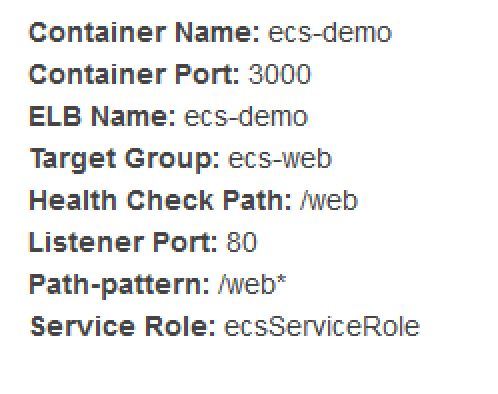 Container Name: ecs-demo
Container Port: 3000
ELB Name: ecs-demo
Target Group: ecs-web
Health Check Path: /web
Listener Port: 80
Path-pattern: /web*
Service Role: ecsServiceRole